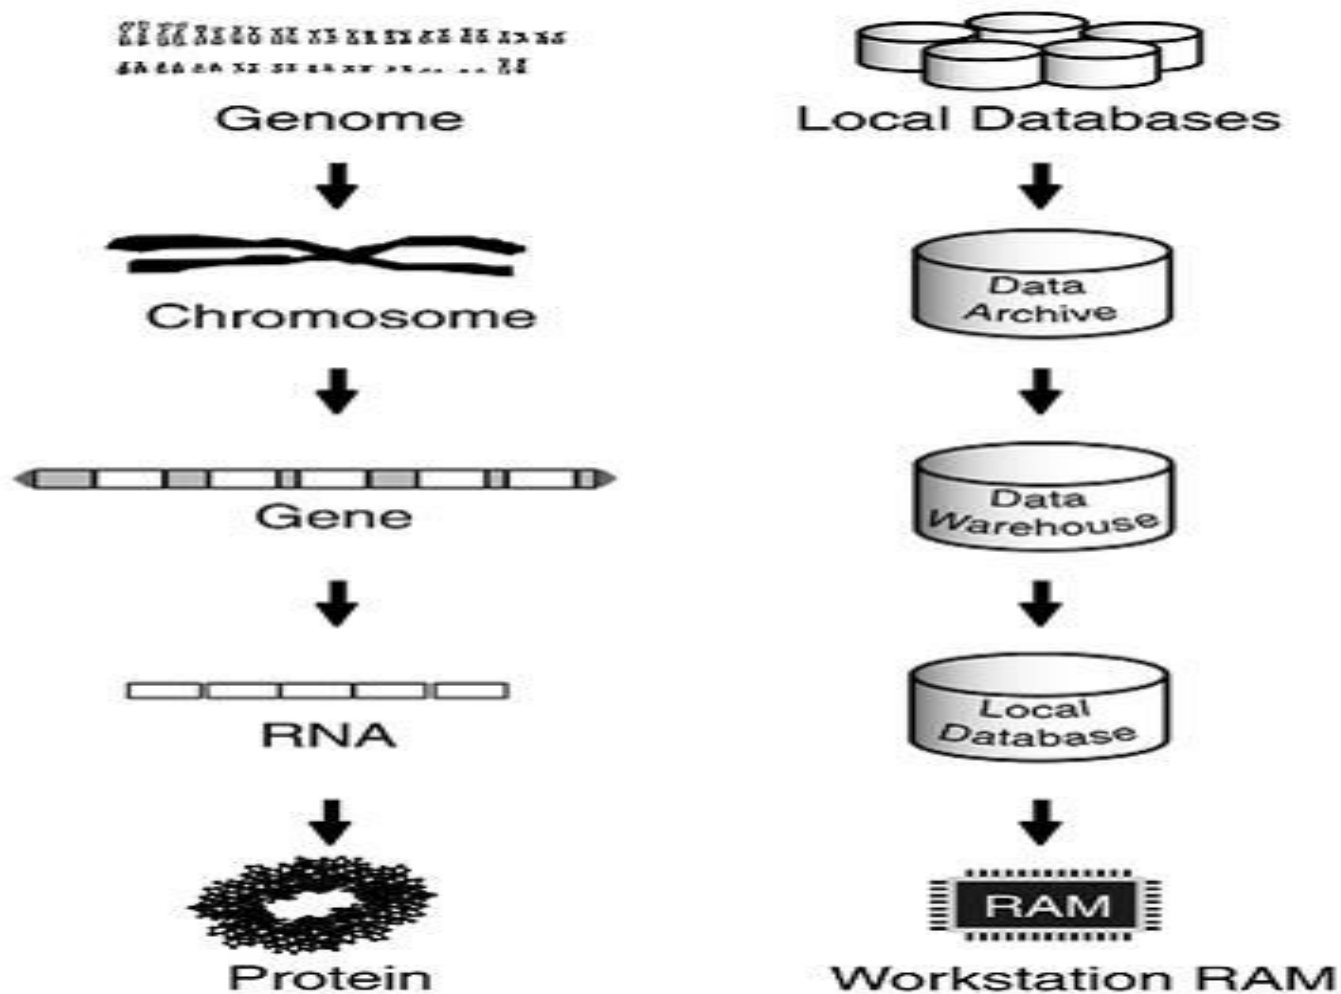 Genome
Local Databases
Chromosome
Data
Archive
Gene
Data
Warehouse
RNA
Local
Database
Protein
RAM
Workstation RAM